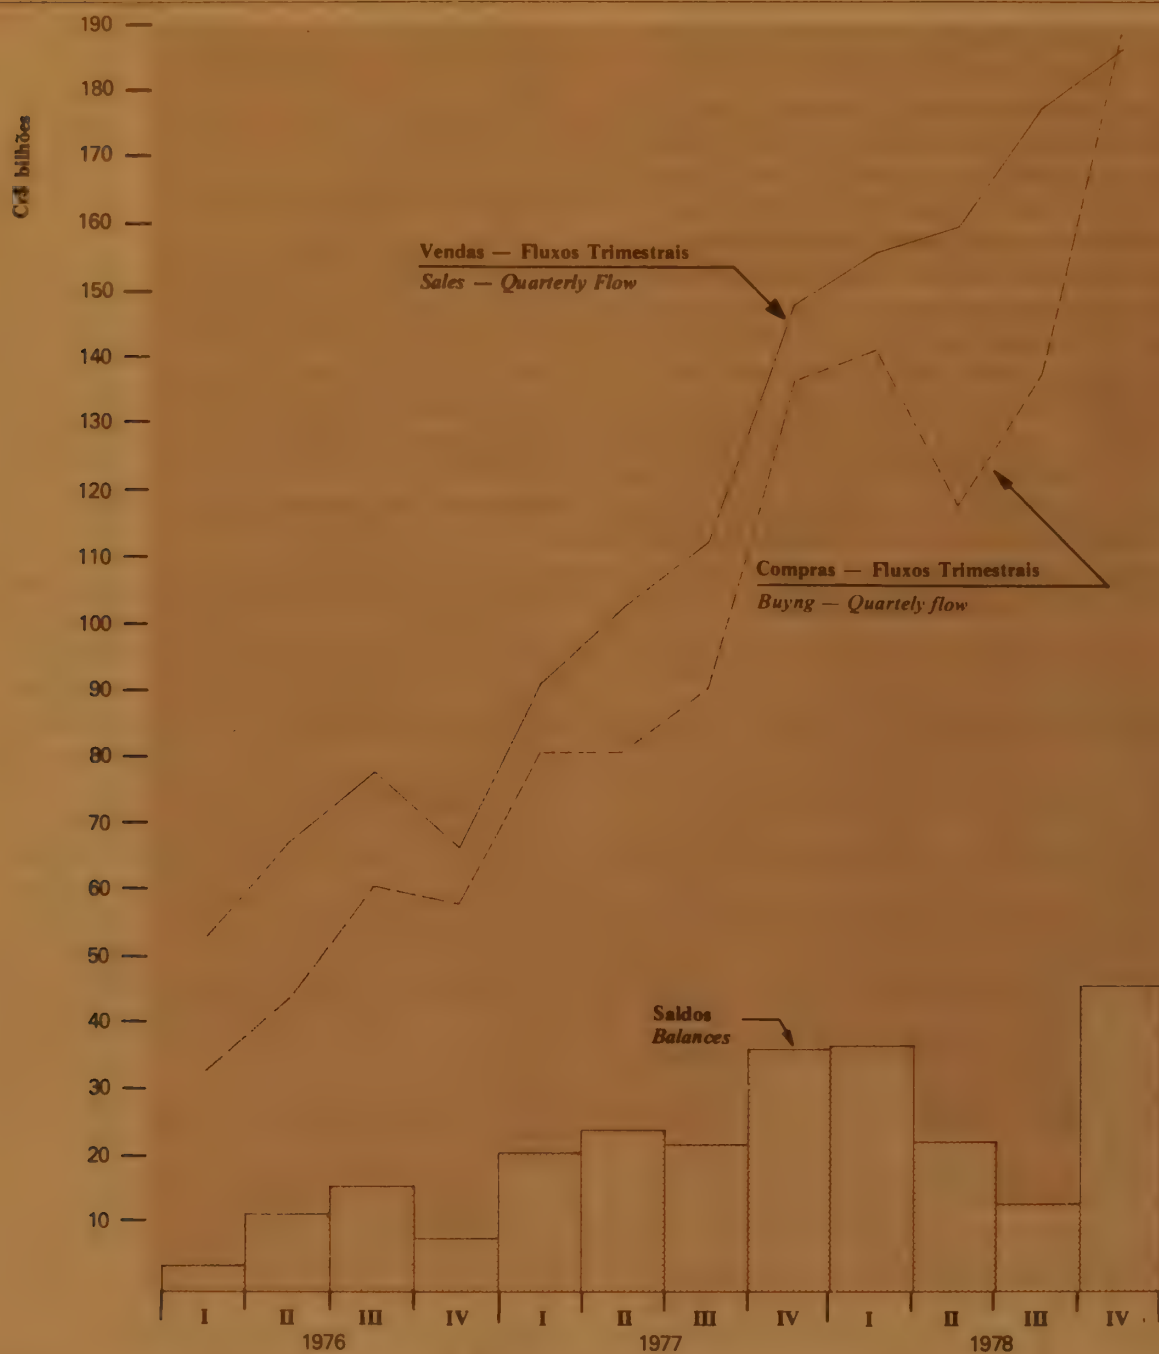 190
180
Cr$ bilhões
170
160
Vendas — Fluxos Trimestrais
Sales — Quarterly Flow
150
140
130
120
110
Compras — Fluxos Trimestrais
Buyng — Quartely flow
100
90
80
70
60
50
Saldos
Balances
40
30
20
10
I II III IV I II III IV I II III IV
1976 1977 1978